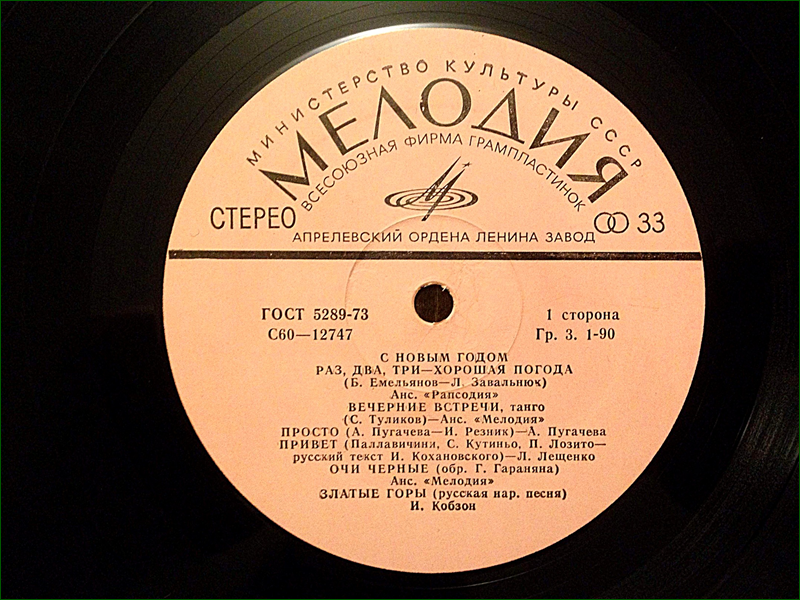 МИНИСТЕРСТВО КУЛЬТУРЫ СССР
МЕЛОДИЯ
ВСЕСОЮЗНАЯ ФИРМА ГРАМПЛАСТИНОК
СТЕРЕО
33
АПРЕЛЕВСКИЙ ОРДЕНА ЛЕНИНА ЗАВОД
ГОСТ 5289-73
1 сторона
С60—12747
Гр. 3. 1-90
С НОВЫМ ГОДОМ
РАЗ, ДВА, ТРИ—ХОРОШАЯ ПОГОДА
(Б. Емельянов—Л. Завальнюк)
Анс. «Рапсодия»
ВЕЧЕРНИЕ ВСТРЕЧИ, танго
(С. Туликов)—Анс. «Мелодия»
ПРОСТО (А. Пугачева—И. Резник)—А. Пугачева
ПРИВЕТ (Паллавичини, С. Кутиньо, П. Лозито—
русский текст И. Кохановского)—Л. Лещенко
ОЧИ ЧЕРНЫЕ (обр. Г. Гараняна)
Анс. «Мелодия»
ЗЛАТЫЕ ГОРЫ (русская нар. песня)
И. Кобзон